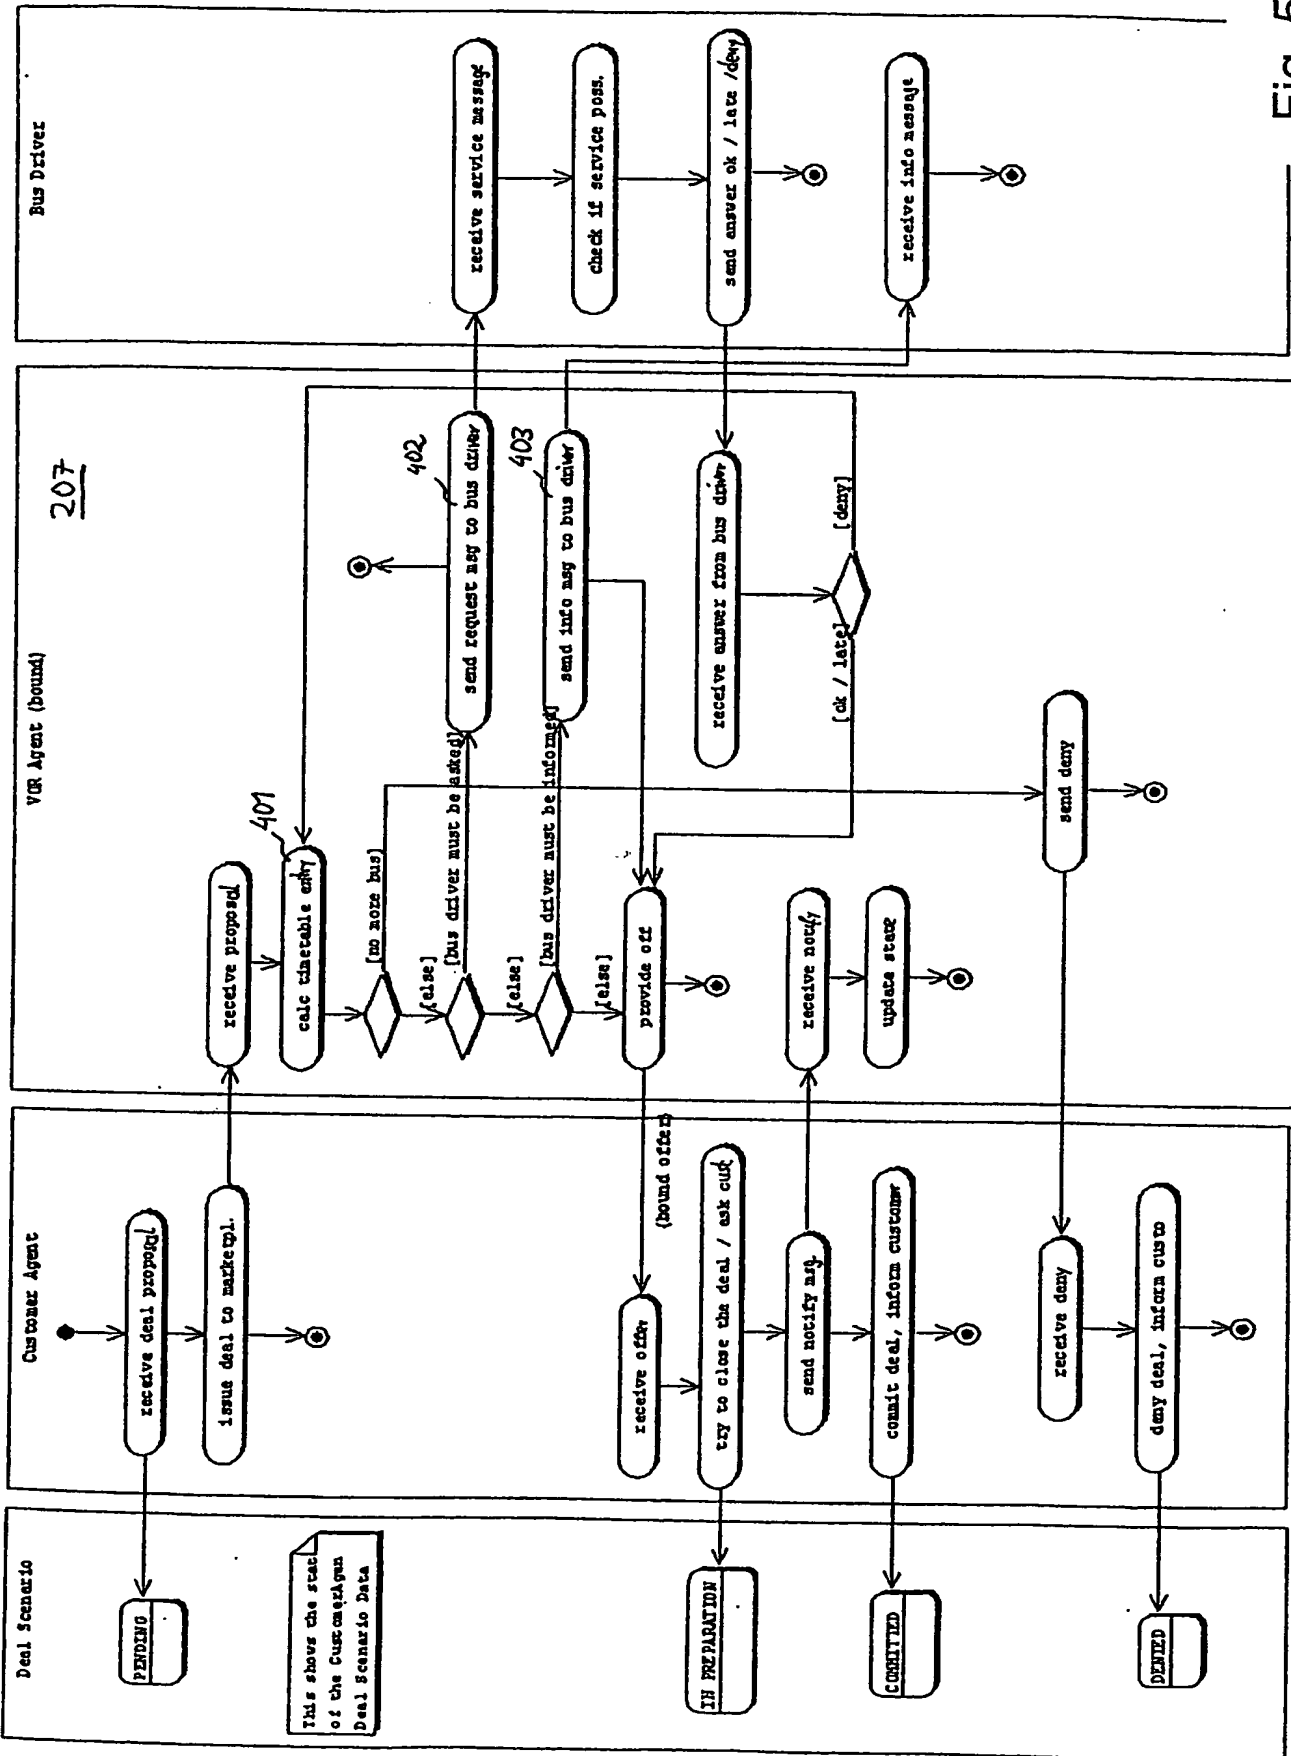 Deal Scenario
PENDING
This shows the stat
of the CustomerAgen
Deal Scenario Data
IN PREPARATION
COMMITTED
DENIED
Customer Agent
receive deal proposal
issue deal to marketpl.
receive offer
{bound offer}
try to close the deal / ask cus
send notify msg.
commit deal, inform customer
receive deny
deny deal, inform custo
VOR Agent (bound)
207
receive proposal
401
calc timetable entry
[no more bus]
[else]
[bus driver must be asked]
[else]
[bus driver must be informed]
[else]
402
send request msg to bus driver
403
send info msg to bus driver
provide off
receive answer from bus driver
[ok / late]
[deny]
receive notify
update state
send deny
Bus Driver
receive service message
check if service poss.
send answer ok / late /deny
receive info message
Fig. 5